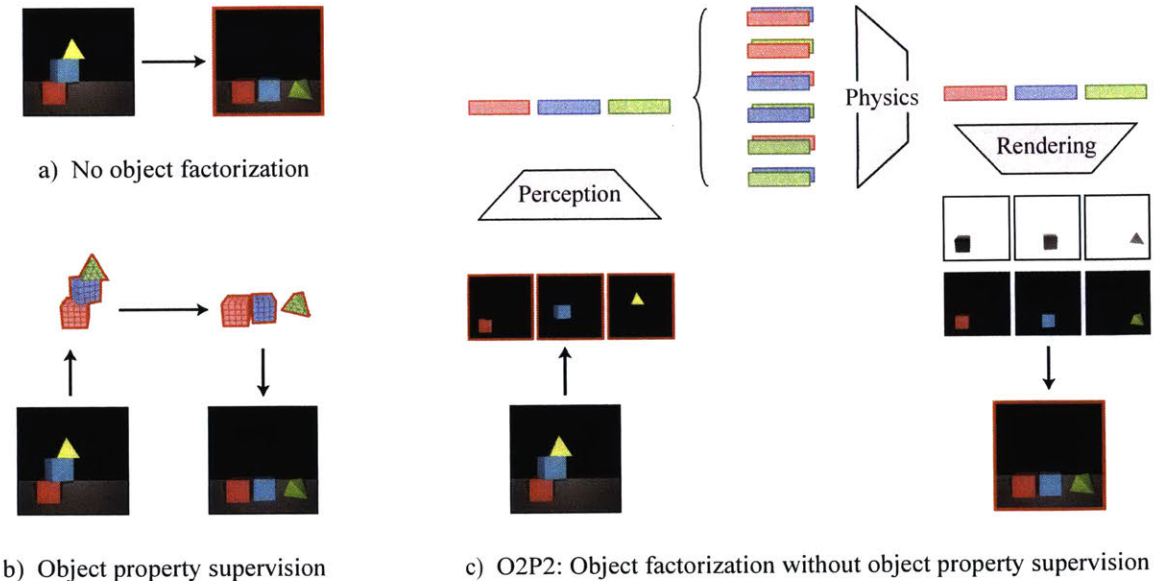 a) No object factorization
b) Object property supervision
Perception
Physics
Rendering
c) O2P2: Object factorization without object property supervision